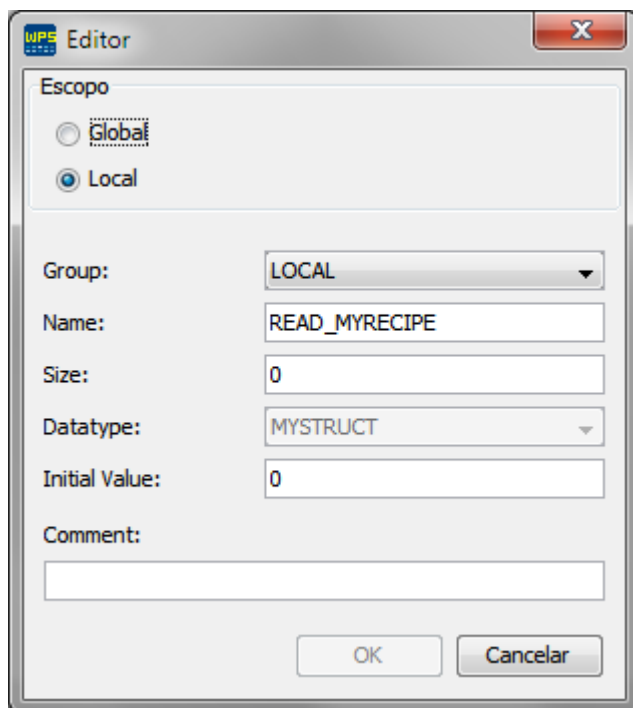 WPS Editor
Escopo
Global
Local
Group: LOCAL
Name: READ_MYRECIPE
Size: 0
Datatype: MYSTRUCT
Initial Value: 0
Comment:
OK Cancelar